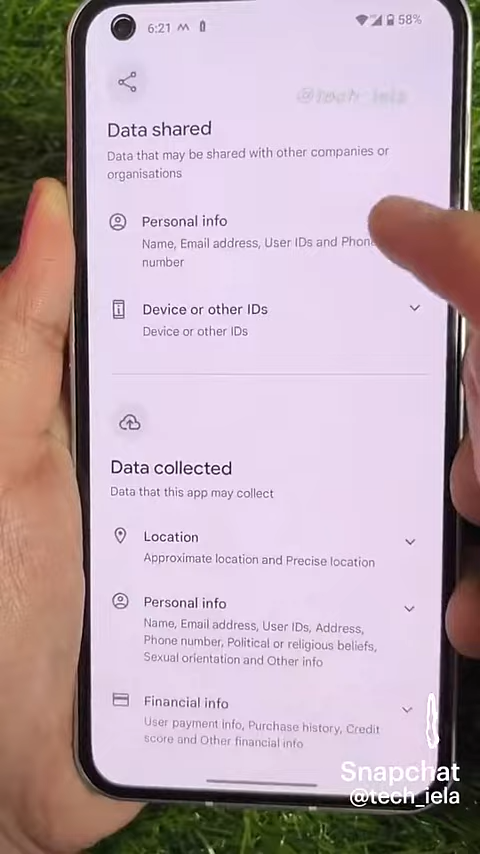 6:21
58%
@tech_iela
Data shared
Data that may be shared with other companies or
organisations
Personal info
Name, Email address, User IDs and Phone
number
Device or other IDs
Device or other IDs
Data collected
Data that this app may collect
Location
Approximate location and Precise location
Personal info
Name, Email address, User IDs, Address,
Phone number, Political or religious beliefs,
Sexual orientation and Other info
Financial info
User payment info, Purchase history, Credit
score and Other financial info
Snapchat
@tech_iela